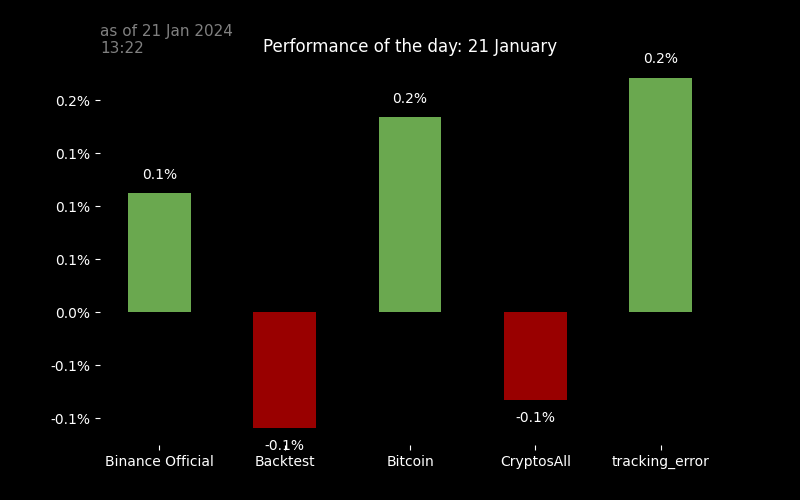 as of 21 Jan 2024
13:22
Performance of the day: 21 January
0.2%
0.2%
0.2%
0.1%
0.1%
0.1%
0.1%
0.0%
-0.1%
-0.1%
-0.1%
-0.1%
Binance Official
Backtest
Bitcoin
CryptosAll
tracking_error